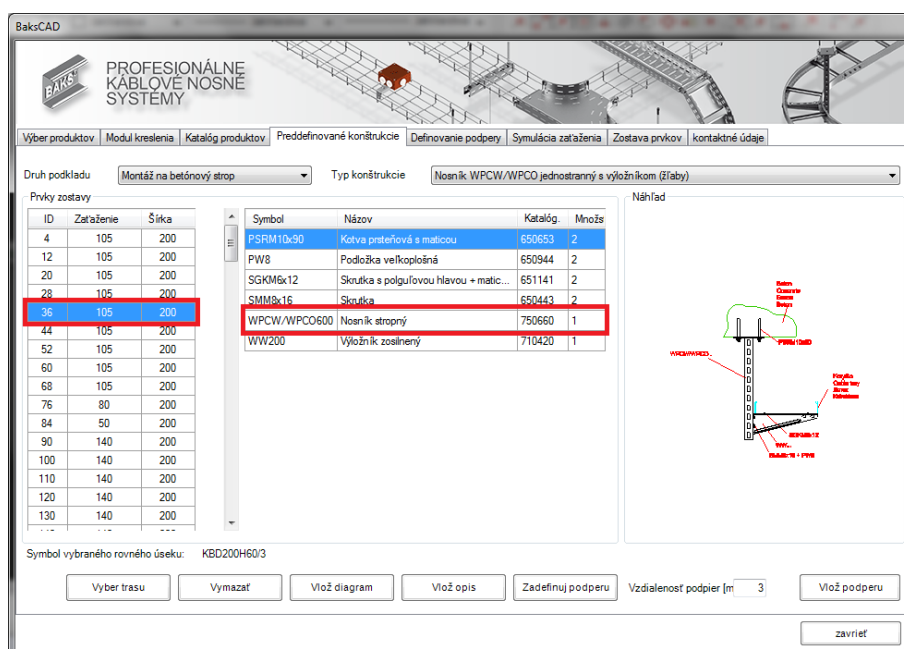 BaksCAD
BAKS®
PROFESIONÁLNE
KÁBLOVÉ NOSNÉ
SYSTÉMY
Výber produktov Modul kreslenia Katalóg produktov Preddefinované konštrukcie Definovanie podpery Symulácia zaťaženia Zostava prvkov kontaktné údaje
Druh podkladu Montáž na betónový strop Typ konštrukcie Nosník WPCW/WPCO jednostranný s výložníkom (žľaby)
Prvky zostavy Náhľad
ID Zaťaženie Šírka Symbol Názov Katalóg. Množs
4 105 200 PSRM10x90 Kotva prsteňová s maticou 650653 2
12 105 200 PW8 Podložka veľkoplošná 650944 2
20 105 200 SGKM6x12 Skrutka s polguľovou hlavou + matic... 651141 2
28 105 200 SMM8x16 Skrutka 650443 2
36 105 200 WPCW/WPCO600 Nosník stropný 750660 1
44 105 200 WW200 Výložník zosilnený 710420 1
52 105 200
60 105 200
68 105 200
76 80 200
84 50 200
90 140 200
100 140 200
110 140 200
120 140 200
130 140 200
Beton
Concrete
Beton
Symbol vybraného rovného úseku: KBD200H60/3
Vyber trasu Vymazať Vlož diagram Vlož opis Zadefinuj podperu Vzdialenosť podpier [m 3 Vlož podperu
zavrieť